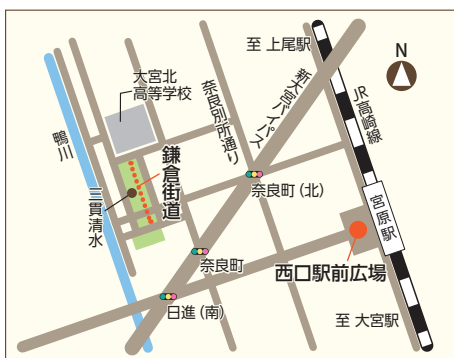 至 上尾駅
N
大宮北
高等学校
奈良別所通り
新大宮バイパス
JR高崎線
鴨川
鎌倉街道
三貫清水
奈良町（北）
宮原駅
奈良町
西口駅前広場
日進（南）
至 大宮駅